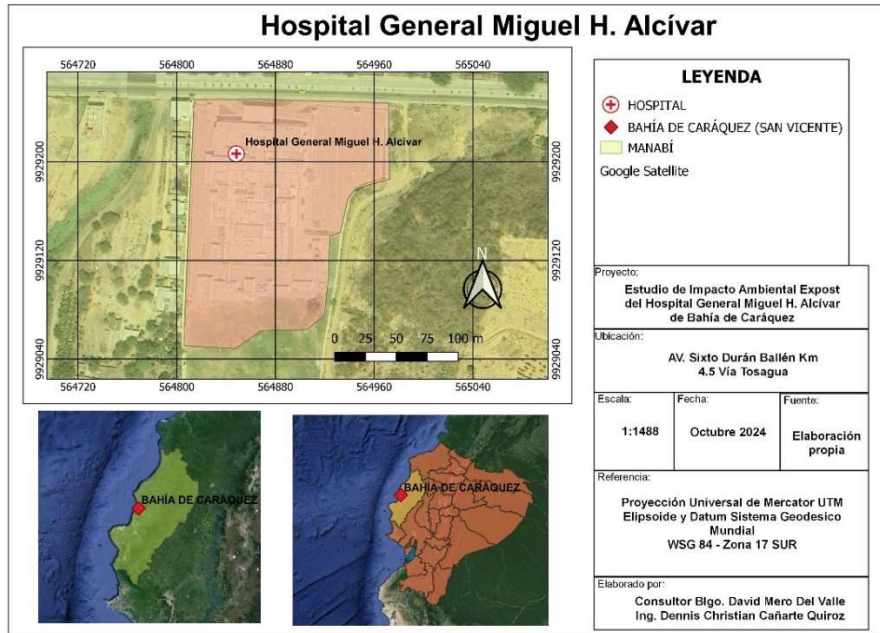 Hospital General Miguel H. Alcívar
564720 564800 564880 564960 565040
9929200 9929200
9929120 9929120
9929040 9929040
Hospital General Miguel H. Alcívar
N
0 25 50 75 100 m
564720 564800 564880 564960 565040
LEYENDA
HOSPITAL
BAHÍA DE CARÁQUEZ (SAN VICENTE)
MANABÍ
Google Satellite
Proyecto:
Estudio de Impacto Ambiental Expost
del Hospital General Miguel H. Alcívar
de Bahía de Caráquez
Ubicación:
AV. Sixto Durán Ballén Km
4.5 Vía Tosagua
Escala: Fecha: Fuente:
1:1488 Octubre 2024 Elaboración
propia
Referencia:
Proyección Universal de Mercator UTM
Elipsoide y Datum Sistema Geodesico
Mundial
WSG 84 - Zona 17 SUR
Elaborado por:
Consultor Blgo. David Mero Del Valle
Ing. Dennis Christian Cañarte Quiroz
BAHÍA DE CARÁQUEZ
BAHÍA DE CARÁQUEZ